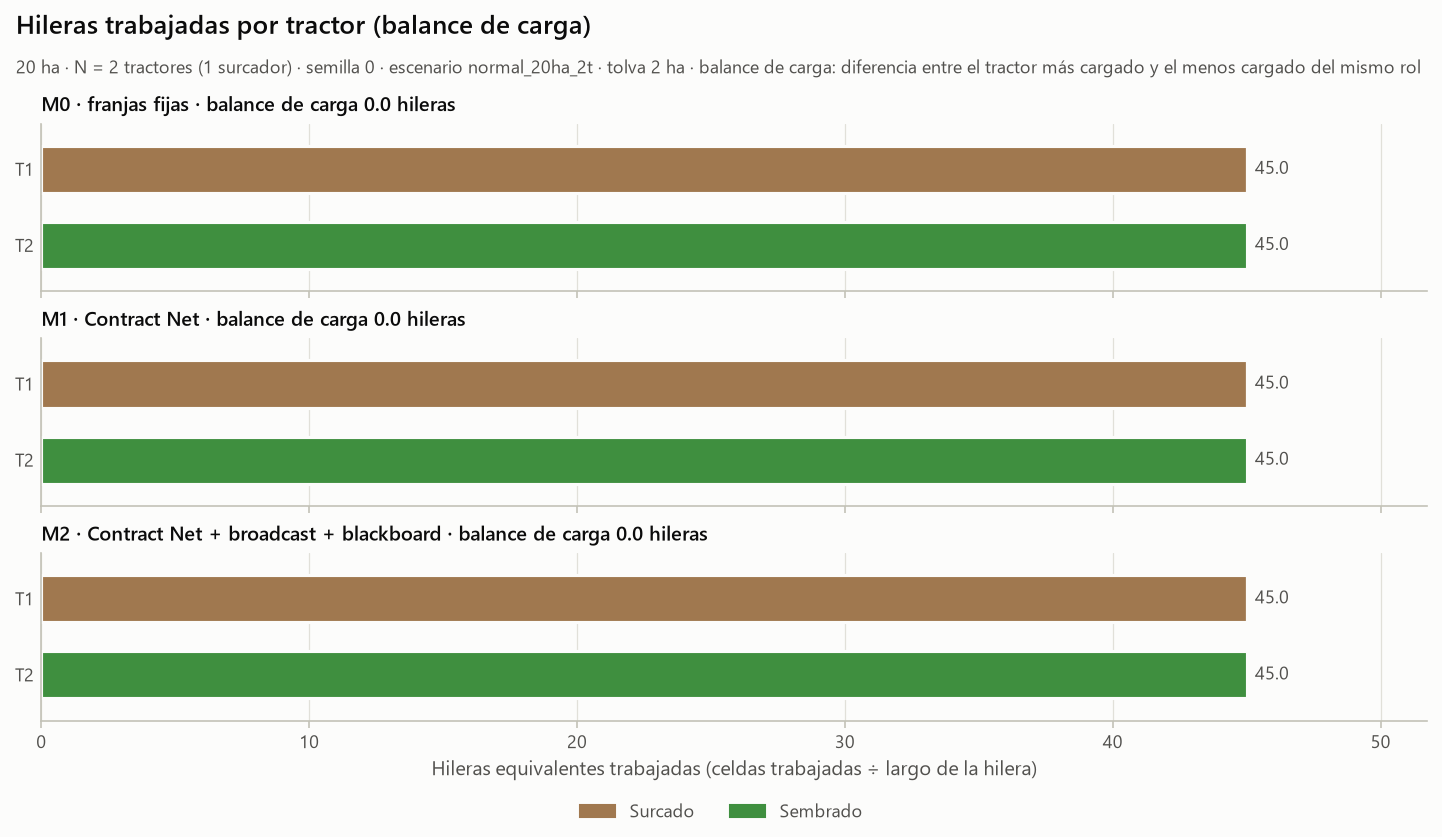 Hileras trabajadas por tractor (balance de carga)
20 ha · N = 2 tractores (1 surcador) · semilla 0 · escenario normal_20ha_2t · tolva 2 ha · balance de carga: diferencia entre el tractor más cargado y el menos cargado del mismo rol
M0 · franjas fijas · balance de carga 0.0 hileras
T1 45.0
T2 45.0
M1 · Contract Net · balance de carga 0.0 hileras
T1 45.0
T2 45.0
M2 · Contract Net + broadcast + blackboard · balance de carga 0.0 hileras
T1 45.0
T2 45.0
0 10 20 30 40 50
Hileras equivalentes trabajadas (celdas trabajadas ÷ largo de la hilera)
Surcado Sembrado